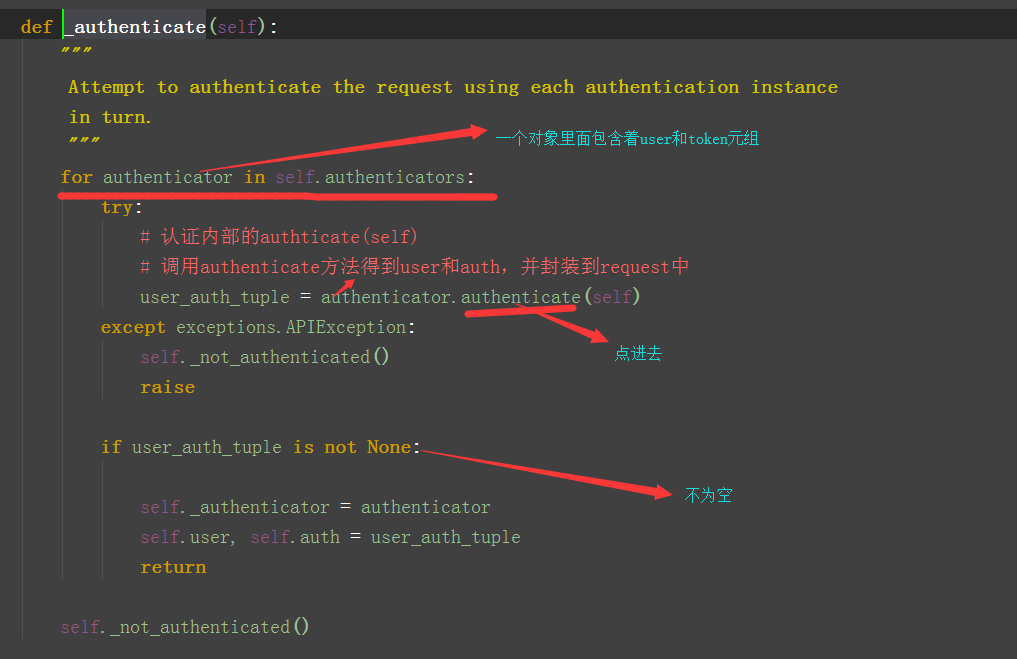 def _authenticate(self):
"""
Attempt to authenticate the request using each authentication instance
in turn.
"""
一个对象里面包含着user和token元组
for authenticator in self.authenticators:
try:
# 认证内部的authticate(self)
# 调用authenticate方法得到user和auth，并封装到request中
user_auth_tuple = authenticator.authenticate(self)
except exceptions.APIException:
self._not_authenticated()
点进去
raise
if user_auth_tuple is not None:
不为空
self._authenticator = authenticator
self.user, self.auth = user_auth_tuple
return
self._not_authenticated()